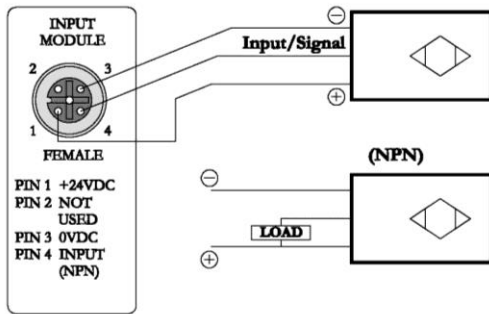 INPUT
MODULE
2 3
1 4
FEMALE
PIN 1 +24VDC
PIN 2 NOT
USED
PIN 3 0VDC
PIN 4 INPUT
(NPN)
−
Input/Signal
+
(NPN)
−
LOAD
+